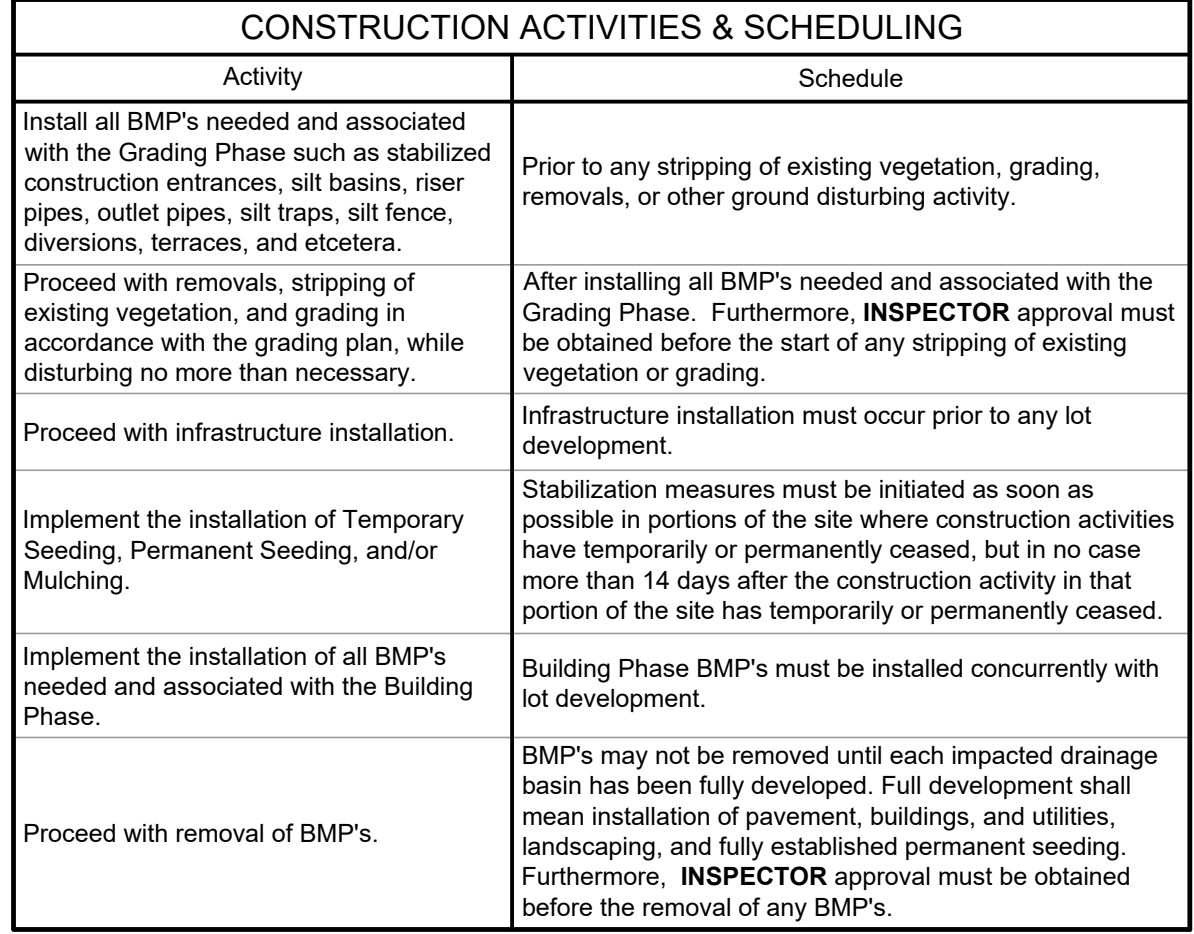 CONSTRUCTION ACTIVITIES & SCHEDULING
Activity
Schedule
Install all BMP's needed and associated
with the Grading Phase such as stabilized
construction entrances, silt basins, riser
pipes, outlet pipes, silt traps, silt fence,
diversions, terraces, and etcetera.
Prior to any stripping of existing vegetation, grading,
removals, or other ground disturbing activity.
Proceed with removals, stripping of
existing vegetation, and grading in
accordance with the grading plan, while
disturbing no more than necessary.
After installing all BMP's needed and associated with the
Grading Phase.  Furthermore, INSPECTOR approval must
be obtained before the start of any stripping of existing
vegetation or grading.
Proceed with infrastructure installation.
Infrastructure installation must occur prior to any lot
development.
Implement the installation of Temporary
Seeding, Permanent Seeding, and/or
Mulching.
Stabilization measures must be initiated as soon as
possible in portions of the site where construction activities
have temporarily or permanently ceased, but in no case
more than 14 days after the construction activity in that
portion of the site has temporarily or permanently ceased.
Implement the installation of all BMP's
needed and associated with the Building
Phase.
Building Phase BMP's must be installed concurrently with
lot development.
Proceed with removal of BMP's.
BMP's may not be removed until each impacted drainage
basin has been fully developed. Full development shall
mean installation of pavement, buildings, and utilities,
landscaping, and fully established permanent seeding.
Furthermore,  INSPECTOR approval must be obtained
before the removal of any BMP's.